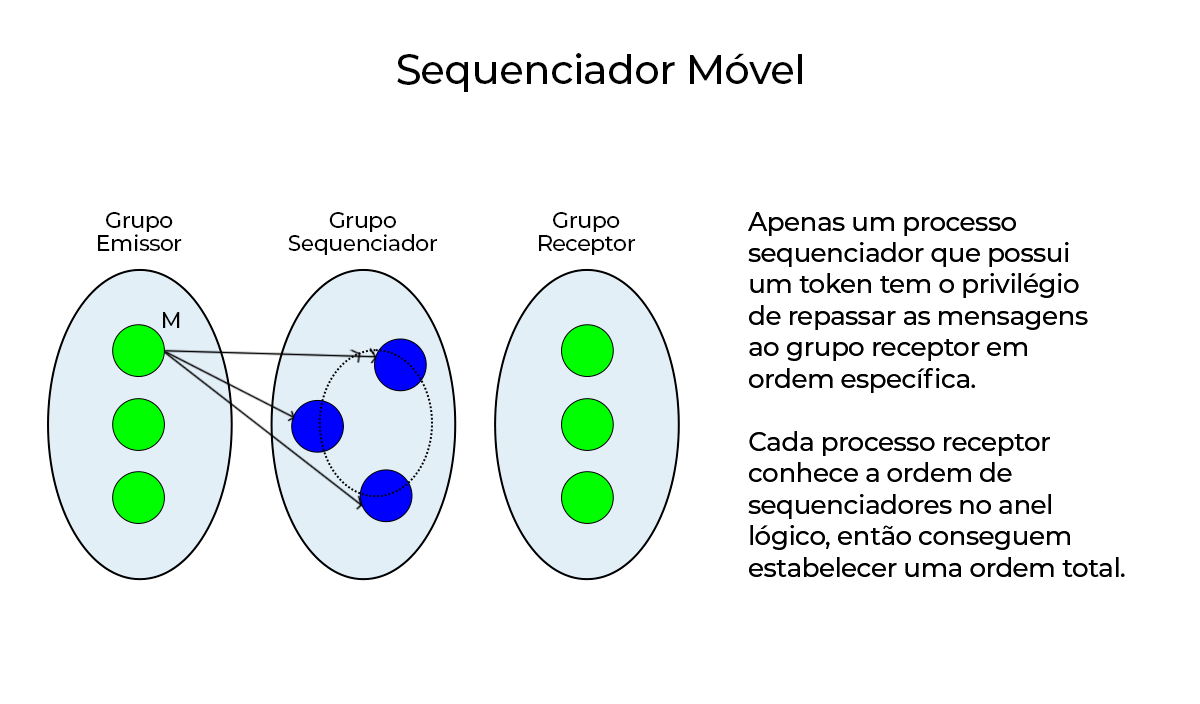 Sequenciador Móvel
Grupo
Emissor
Grupo
Sequenciador
Grupo
Receptor
M
Apenas um processo
sequenciador que possui
um token tem o privilégio
de repassar as mensagens
ao grupo receptor em
ordem específica.
Cada processo receptor
conhece a ordem de
sequenciadores no anel
lógico, então conseguem
estabelecer uma ordem total.